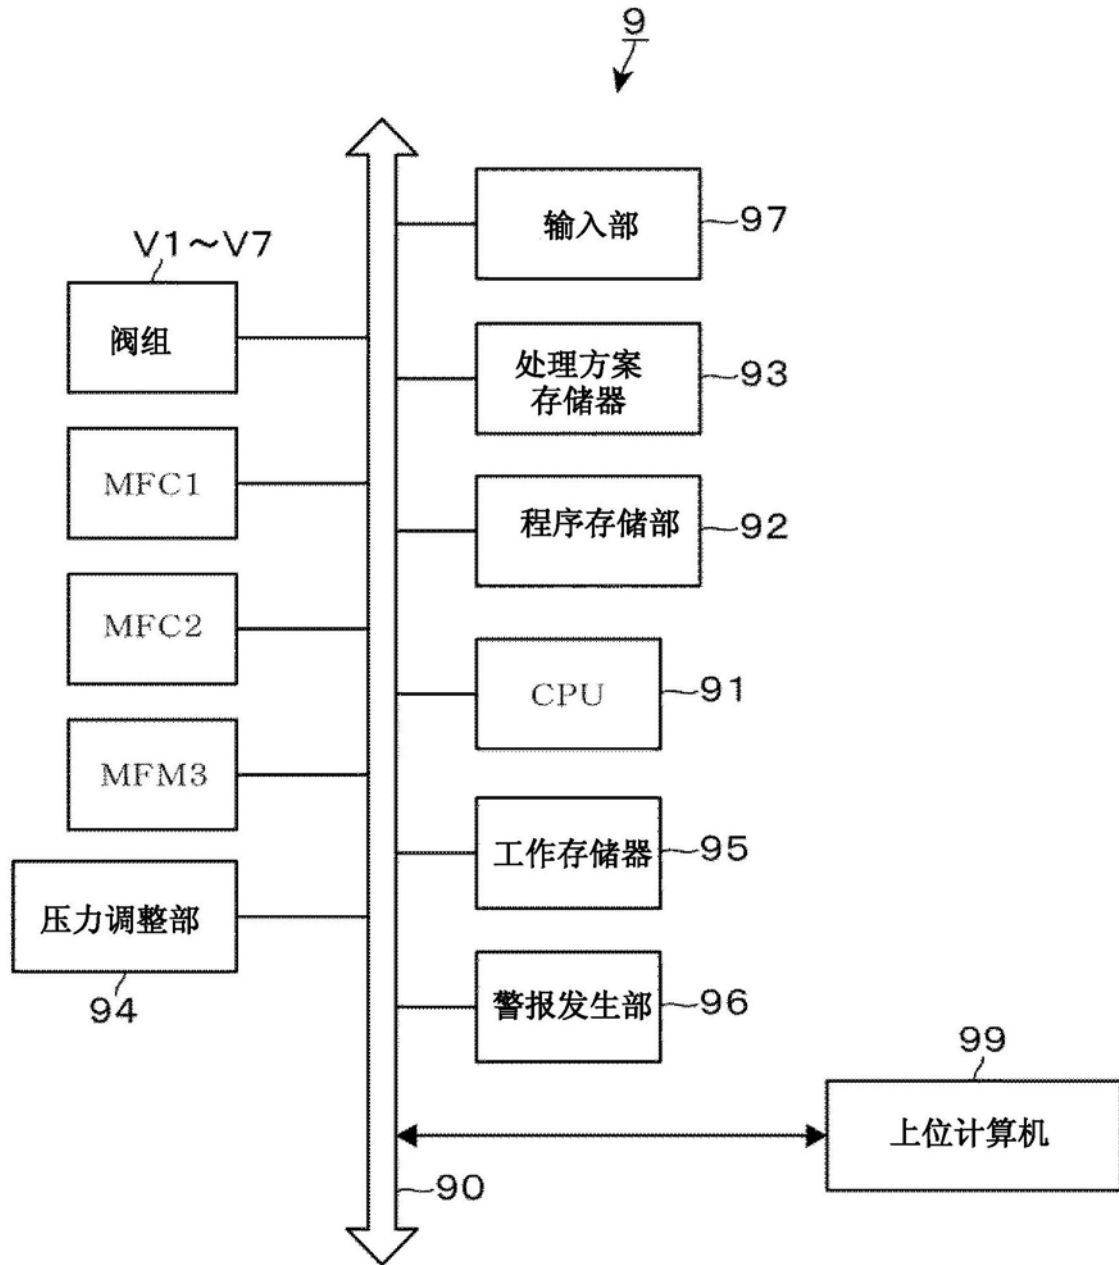 9
输入部
97
V1～V7
阀组
处理方案
存储器
93
MFC1
程序存储部
92
MFC2
CPU
91
MFM3
工作存储器
95
压力调整部
94
警报发生部
96
99
上位计算机
90